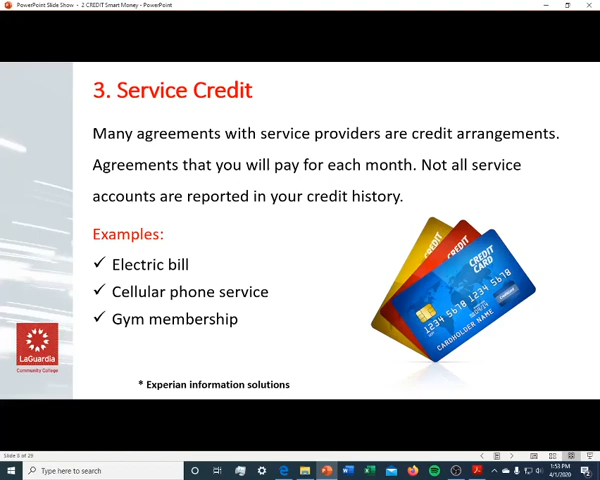 PowerPoint Slide Show - 2 CREDIT Smart Money - PowerPoint
3. Service Credit
Many agreements with service providers are credit arrangements.
Agreements that you will pay for each month. Not all service
accounts are reported in your credit history.
Examples:
✓ Electric bill
✓ Cellular phone service
✓ Gym membership
CREDIT
CREDIT
CREDIT
CARD
1234 5678 1234 5678
CARDHOLDER NAME
LaGuardia
Community College
* Experian information solutions
Slide 8 of 29
Type here to search
1:53 PM
4/1/2020